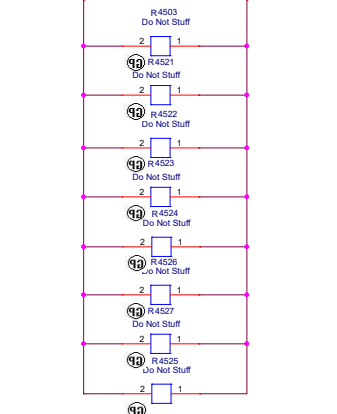 R4503
Do Not Stuff
2 1
R4521
Do Not Stuff
2 1
R4522
Do Not Stuff
2 1
R4523
Do Not Stuff
2 1
R4524
Do Not Stuff
2 1
R4526
Do Not Stuff
2 1
R4527
Do Not Stuff
2 1
R4525
Do Not Stuff
2 1